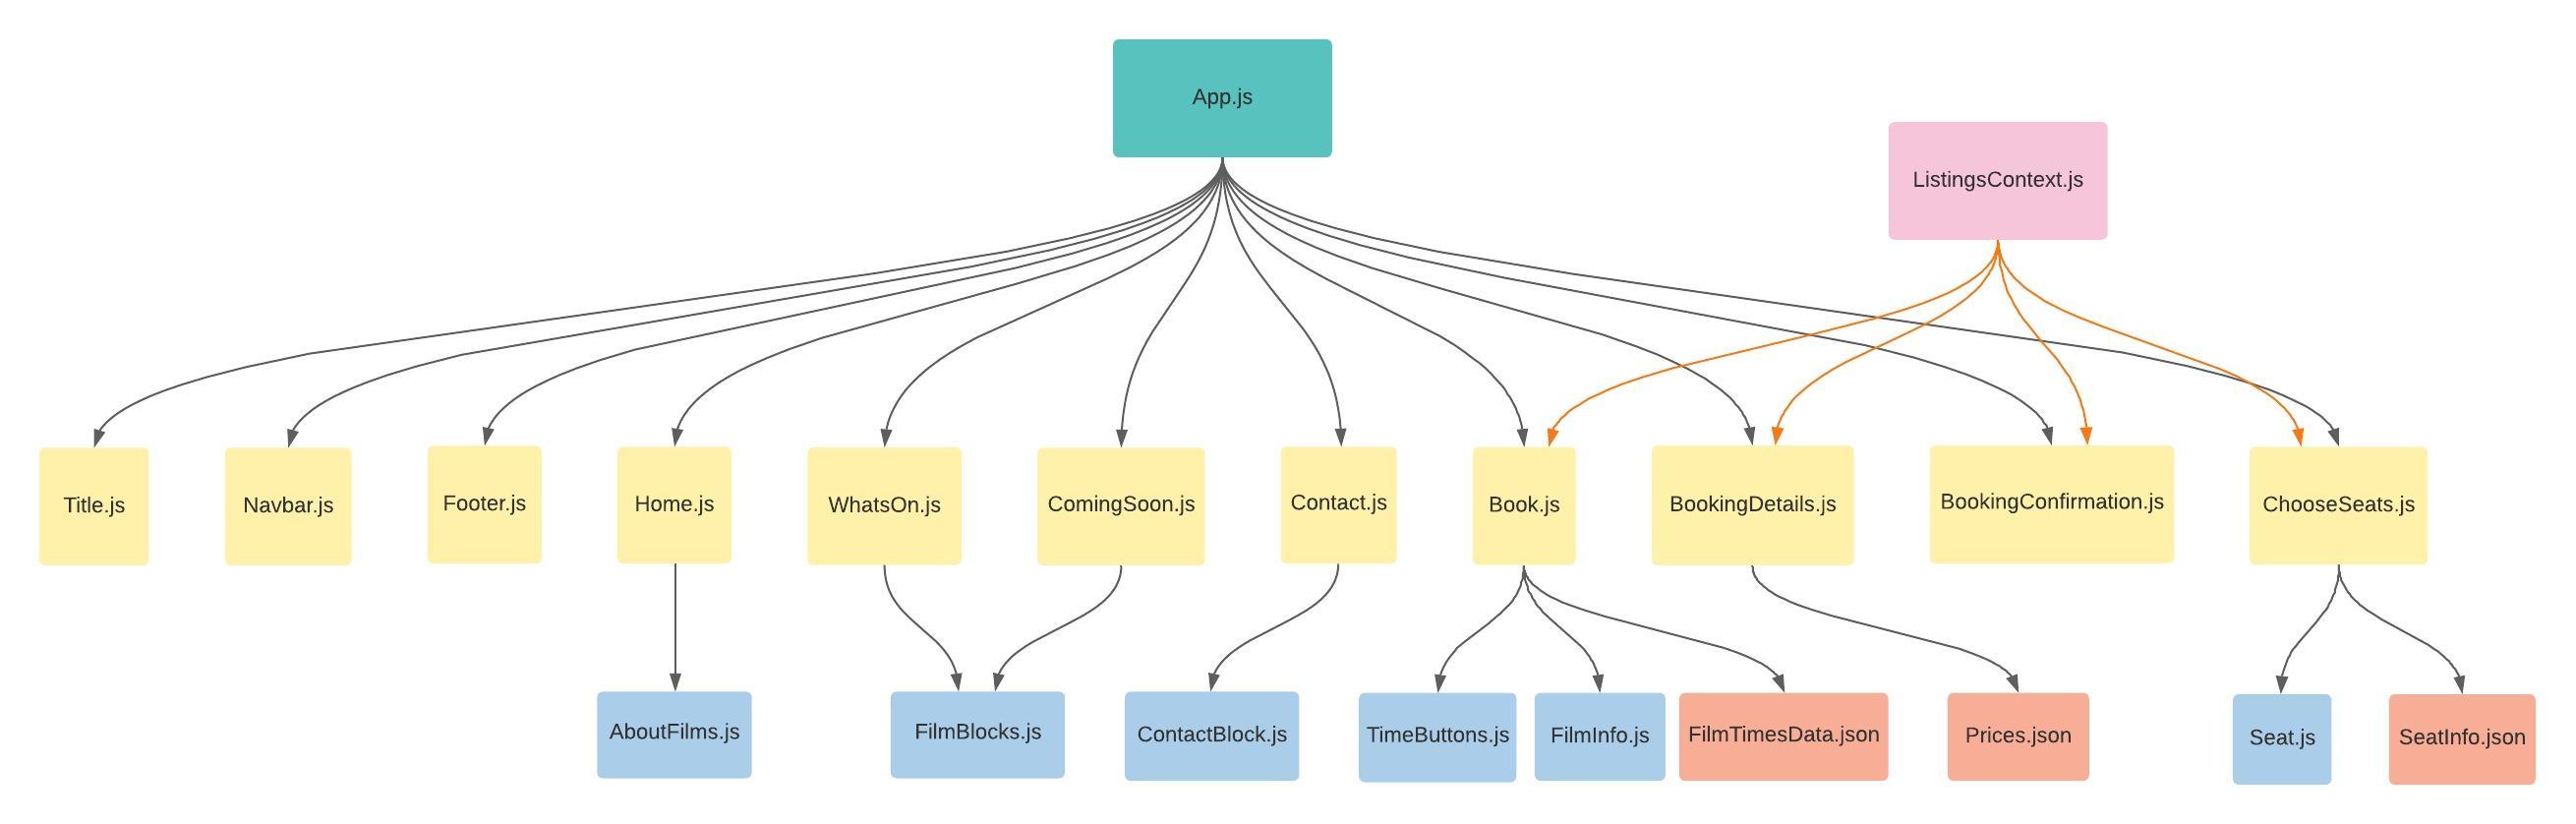 App.js
ListingsContext.js
Title.js
Navbar.js
Footer.js
Home.js
WhatsOn.js
ComingSoon.js
Contact.js
Book.js
BookingDetails.js
BookingConfirmation.js
ChooseSeats.js
AboutFilms.js
FilmBlocks.js
ContactBlock.js
TimeButtons.js
FilmInfo.js
FilmTimesData.json
Prices.json
Seat.js
SeatInfo.json